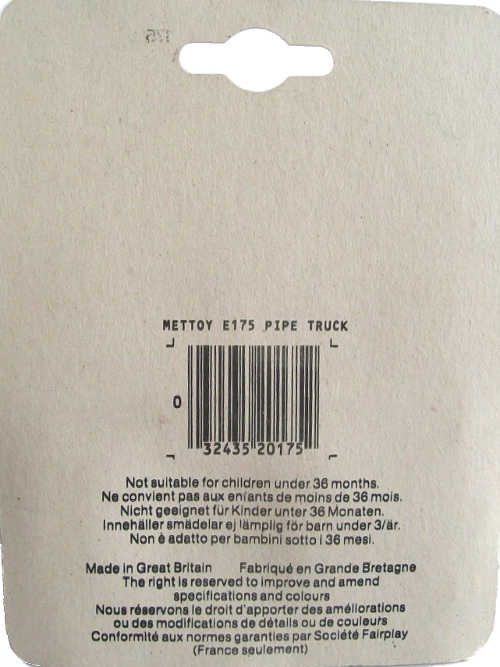 METTOY E175 PIPE TRUCK
0
32435 20175
Not suitable for children under 36 months.
Ne convient pas aux enfants de moins de 36 mois.
Nicht geeignet für Kinder unter 36 Monaten.
Innehåller smådelar ej lämplig för barn under 3/år.
Non è adatto per bambini sotto i 36 mesi.
Made in Great Britain Fabriqué en Grande Bretagne
The right is reserved to improve and amend
specifications and colours
Nous réservons le droit d'apporter des améliorations
ou des modifications de détails ou de couleurs
Conformité aux normes garanties par Société Fairplay
(France seulement)